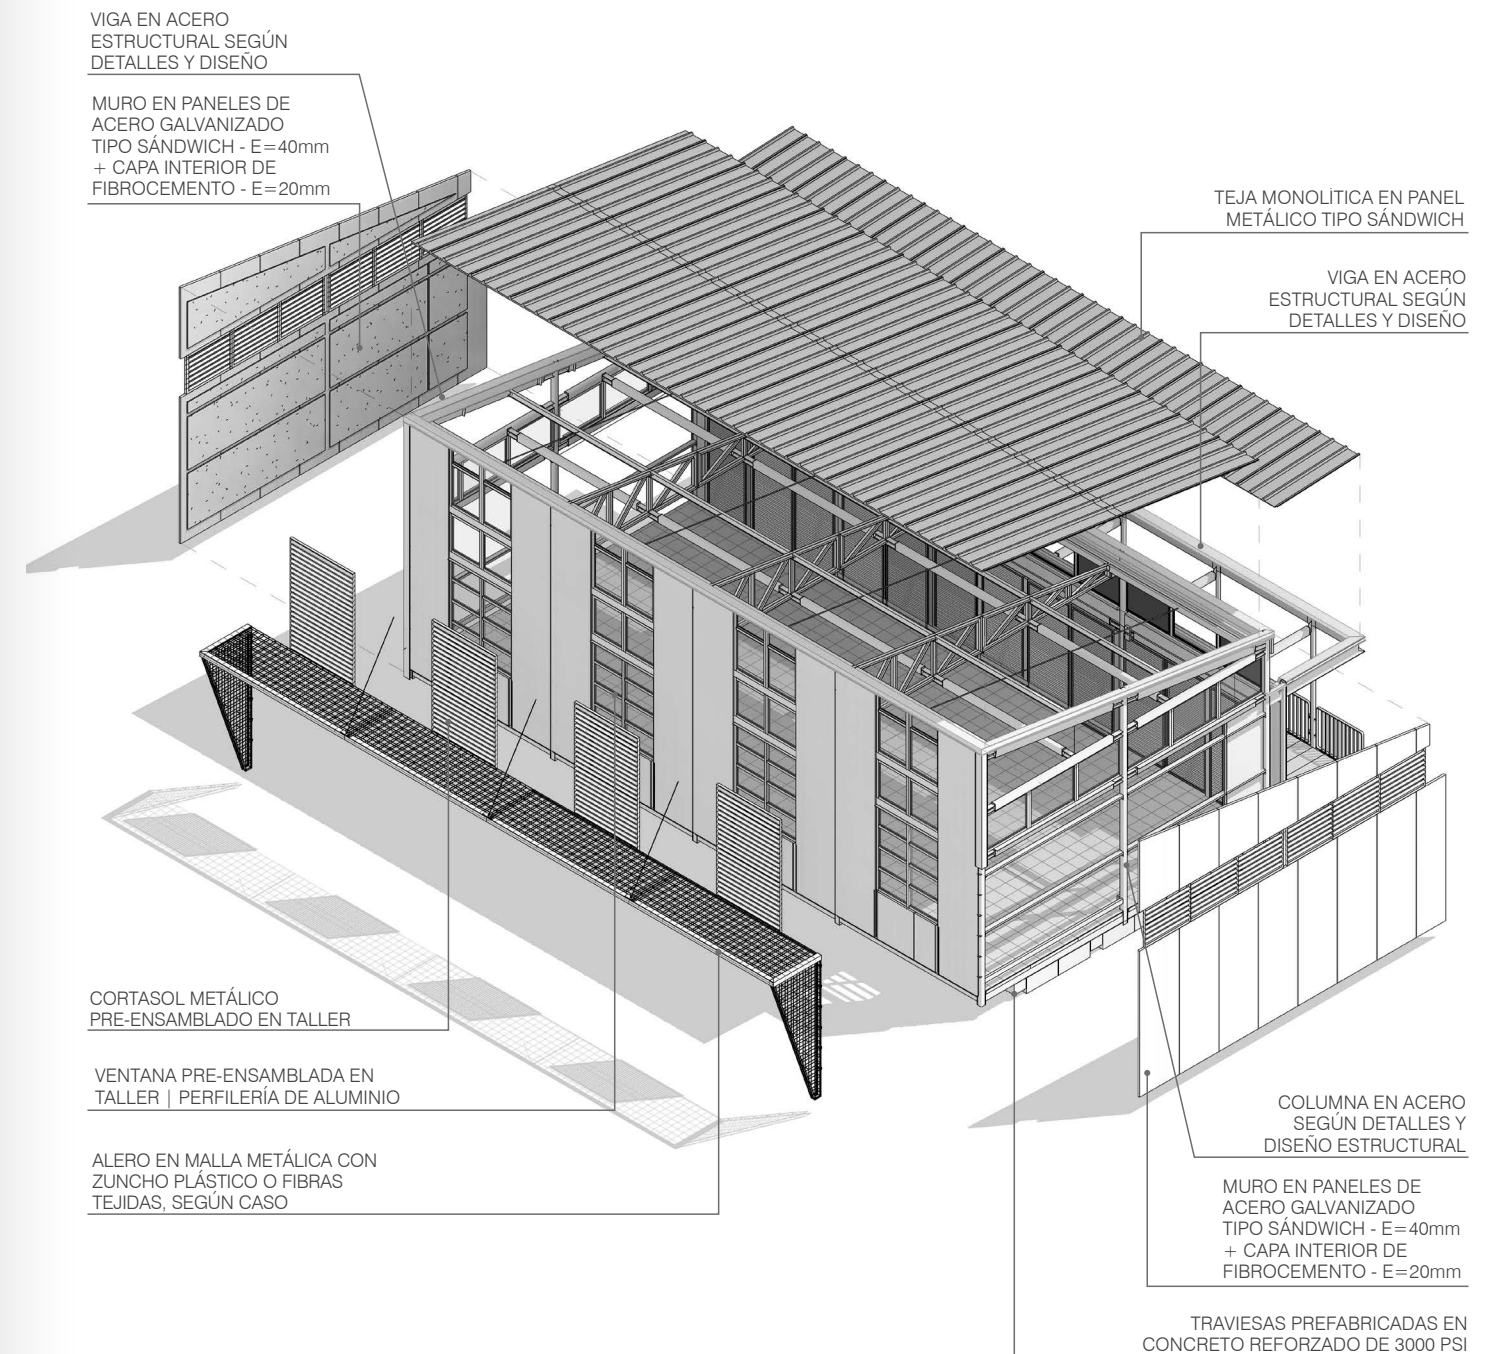 VIGA EN ACERO
ESTRUCTURAL SEGÚN
DETALLES Y DISEÑO
MURO EN PANELES DE
ACERO GALVANIZADO
TIPO SÁNDWICH - E=40mm
+ CAPA INTERIOR DE
FIBROCEMENTO - E=20mm
TEJA MONOLÍTICA EN PANEL
METÁLICO TIPO SÁNDWICH
VIGA EN ACERO
ESTRUCTURAL SEGÚN
DETALLES Y DISEÑO
CORTASOL METÁLICO
PRE-ENSAMBLADO EN TALLER
VENTANA PRE-ENSAMBLADA EN
TALLER | PERFILERÍA DE ALUMINIO
ALERO EN MALLA METÁLICA CON
ZUNCHO PLÁSTICO O FIBRAS
TEJIDAS, SEGÚN CASO
COLUMNA EN ACERO
SEGÚN DETALLES Y
DISEÑO ESTRUCTURAL
MURO EN PANELES DE
ACERO GALVANIZADO
TIPO SÁNDWICH - E=40mm
+ CAPA INTERIOR DE
FIBROCEMENTO - E=20mm
TRAVIESAS PREFABRICADAS EN
CONCRETO REFORZADO DE 3000 PSI